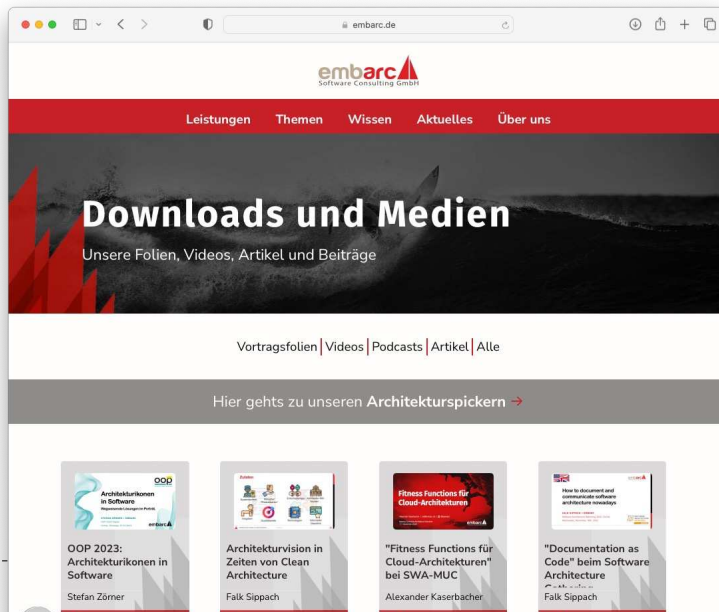 embarc.de
embarc
Software Consulting GmbH
Leistungen Themen Wissen Aktuelles Über uns
Downloads und Medien
Unsere Folien, Videos, Artikel und Beiträge
Vortragsfolien | Videos | Podcasts | Artikel | Alle
Hier gehts zu unseren Architekturspickern →
OOP
Architekturikonen
in Software
embarc
OOP 2023:
Architekturikonen in
Software
Stefan Zörner
Architekturvision in
Zeiten von Clean
Architecture
Falk Sippach
Fitness Functions für
Cloud-Architekturen
"Fitness Functions für
Cloud-Architekturen"
bei SWA-MUC
Alexander Kaserbacher
How to document and
communicate software
architecture nowadays
"Documentation as
Code" beim Software
Architecture
Falk Sippach